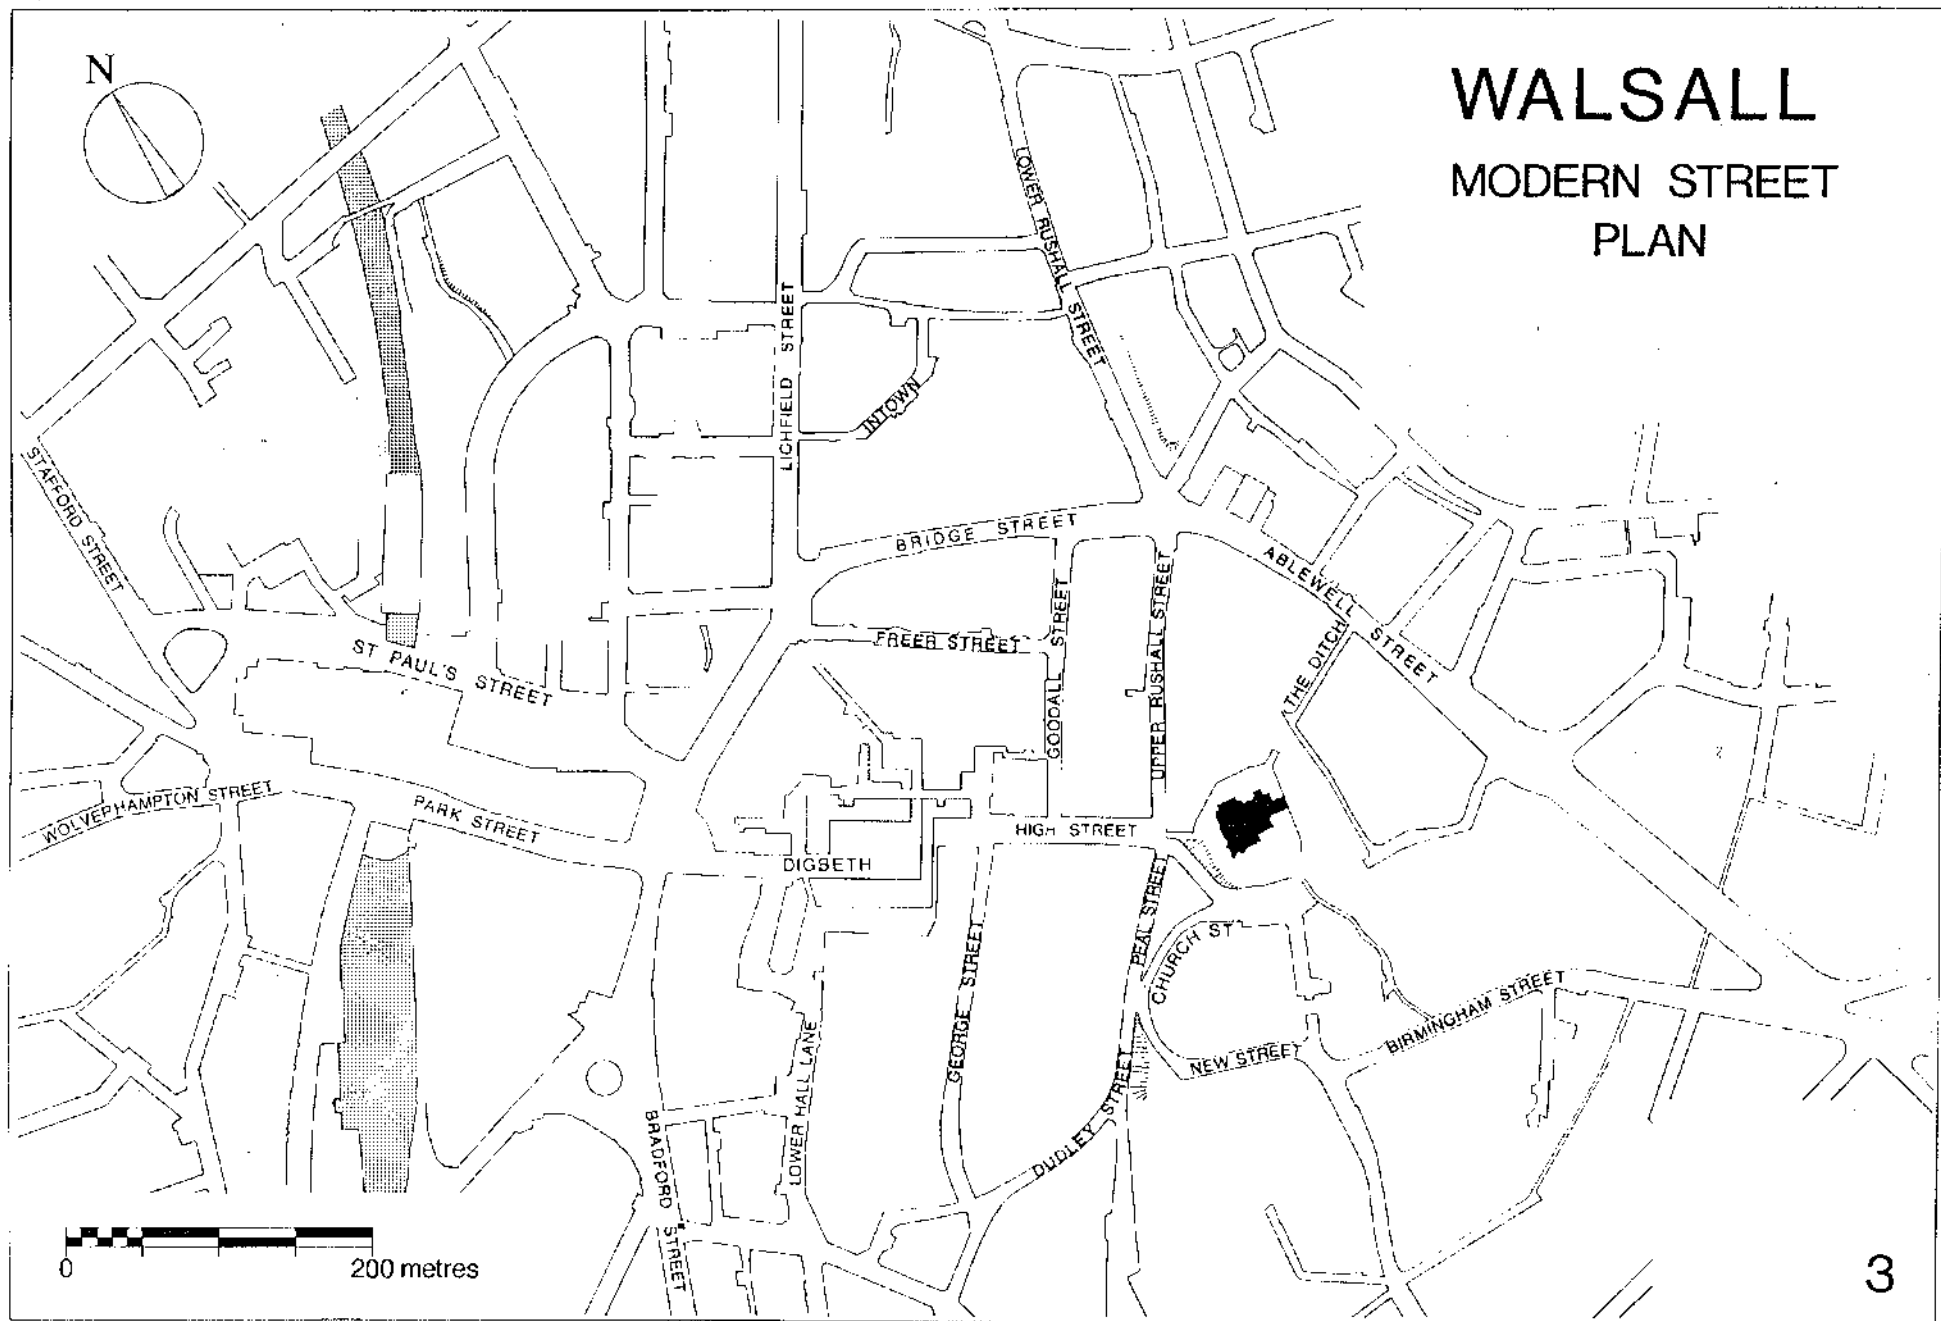 N
WALSALL
MODERN STREET
PLAN
LOWER RUSHALL STREET
LICHFIELD STREET
INTOWN
STAFFORD STREET
BRIDGE STREET
ABLEWELL STREET
THE DITCH
FREER STREET
GOODALL STREET
UPPER RUSHALL STREET
ST PAUL'S STREET
WOLVERHAMPTON STREET
PARK STREET
HIGH STREET
DIGBETH
PEAL STREET
CHURCH ST
GEORGE STREET
BIRMINGHAM STREET
NEW STREET
LOWER HALL LANE
DUDLEY STREET
BRADFORD STREET
0 200 metres
3